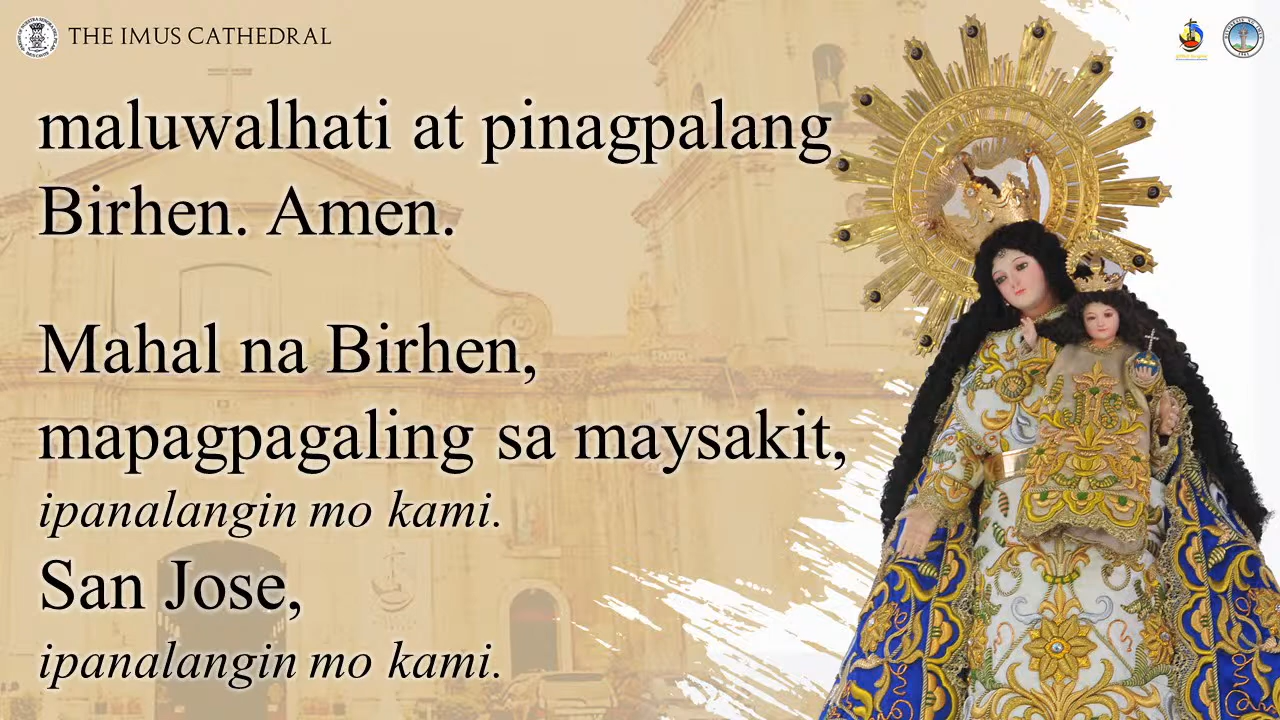 THE IMUS CATHEDRAL
maluwalhati at pinagpalang
Birhen. Amen.
Mahal na Birhen,
mapagpagaling sa maysakit,
ipanalangin mo kami.
San Jose,
ipanalangin mo kami.